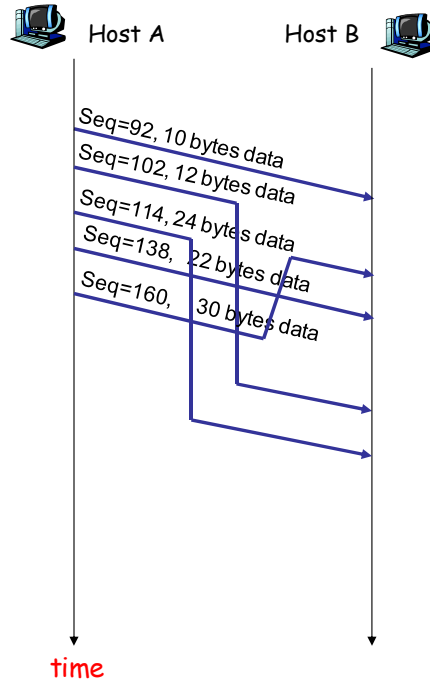 Host A
Host B
Seq=92, 10 bytes data
Seq=102, 12 bytes data
Seq=114, 24 bytes data
Seq=138, 22 bytes data
Seq=160, 30 bytes data
time